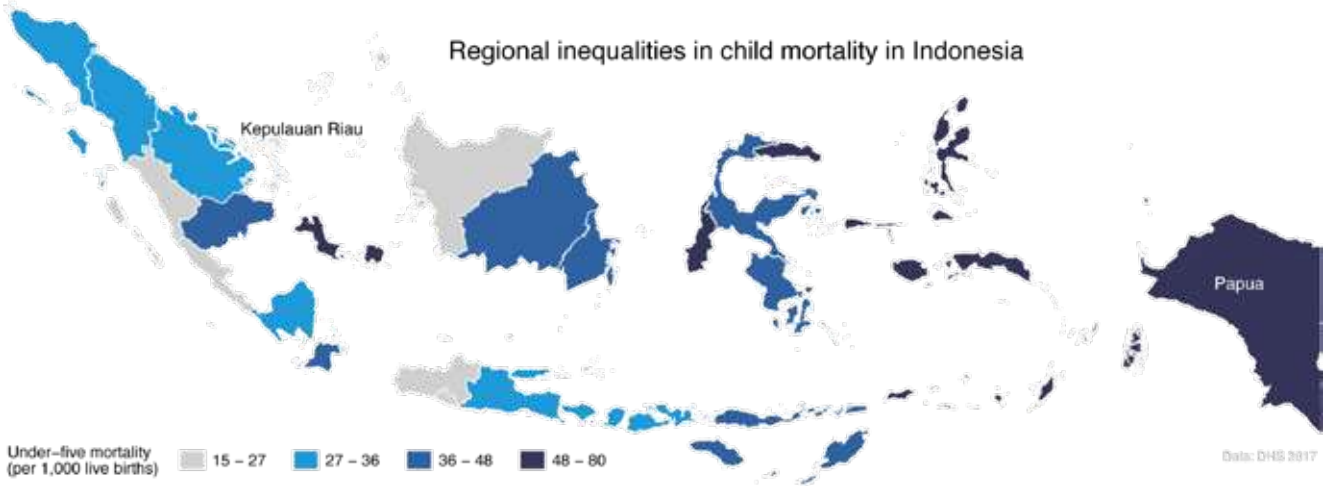 Regional inequalities in child mortality in Indonesia
Kepulauan Riau
Papua
Under-five mortality
(per 1,000 live births)
15 – 27
27 – 36
36 – 48
48 – 80
Data: DHS 2017